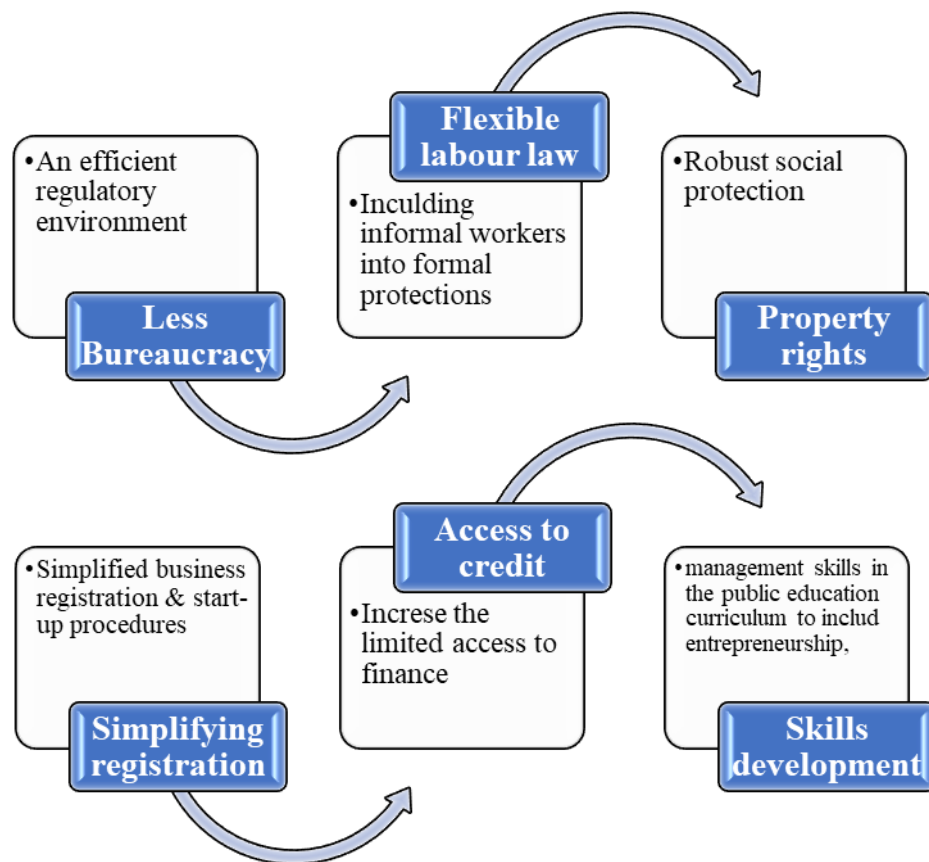 •An efficient
regulatory
environment
Less
Bureaucracy
Flexible
labour law
•Inculding
informal workers
into formal
protections
•Robust social
protection
Property
rights
•Simplified business
registration & start-
up procedures
Simplifying
registration
Access to
credit
•Increse the
limited access to
finance
•management skills in
the public education
curriculum to includ
entrepreneurship,
Skills
development